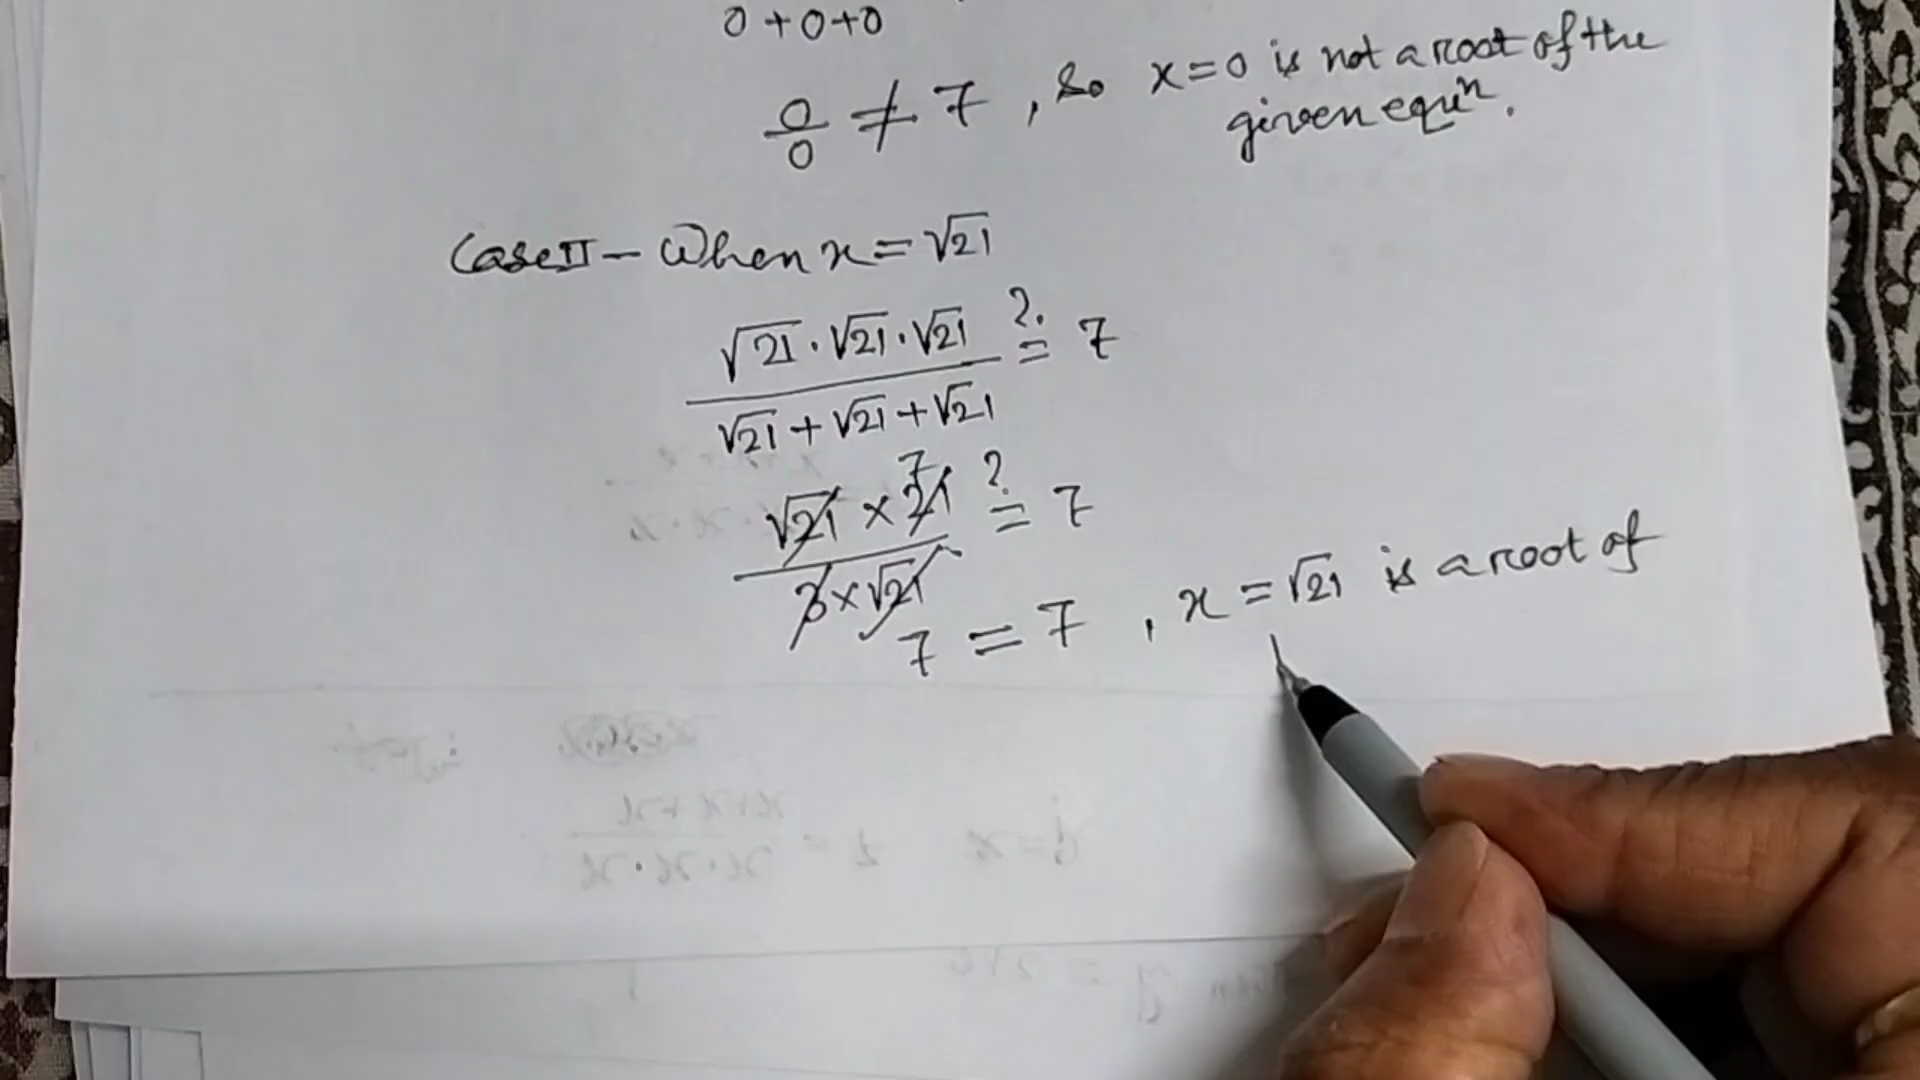 0+0+0
0/0 ≠ 7, So x=0 is not a root of the
given equⁿ.
Case II - When x = √21
√21·√21·√21 / √21+√21+√21 ?= 7
7
√21 × 21 / 3×√21 ?= 7
7 = 7, x = √21 is a root of